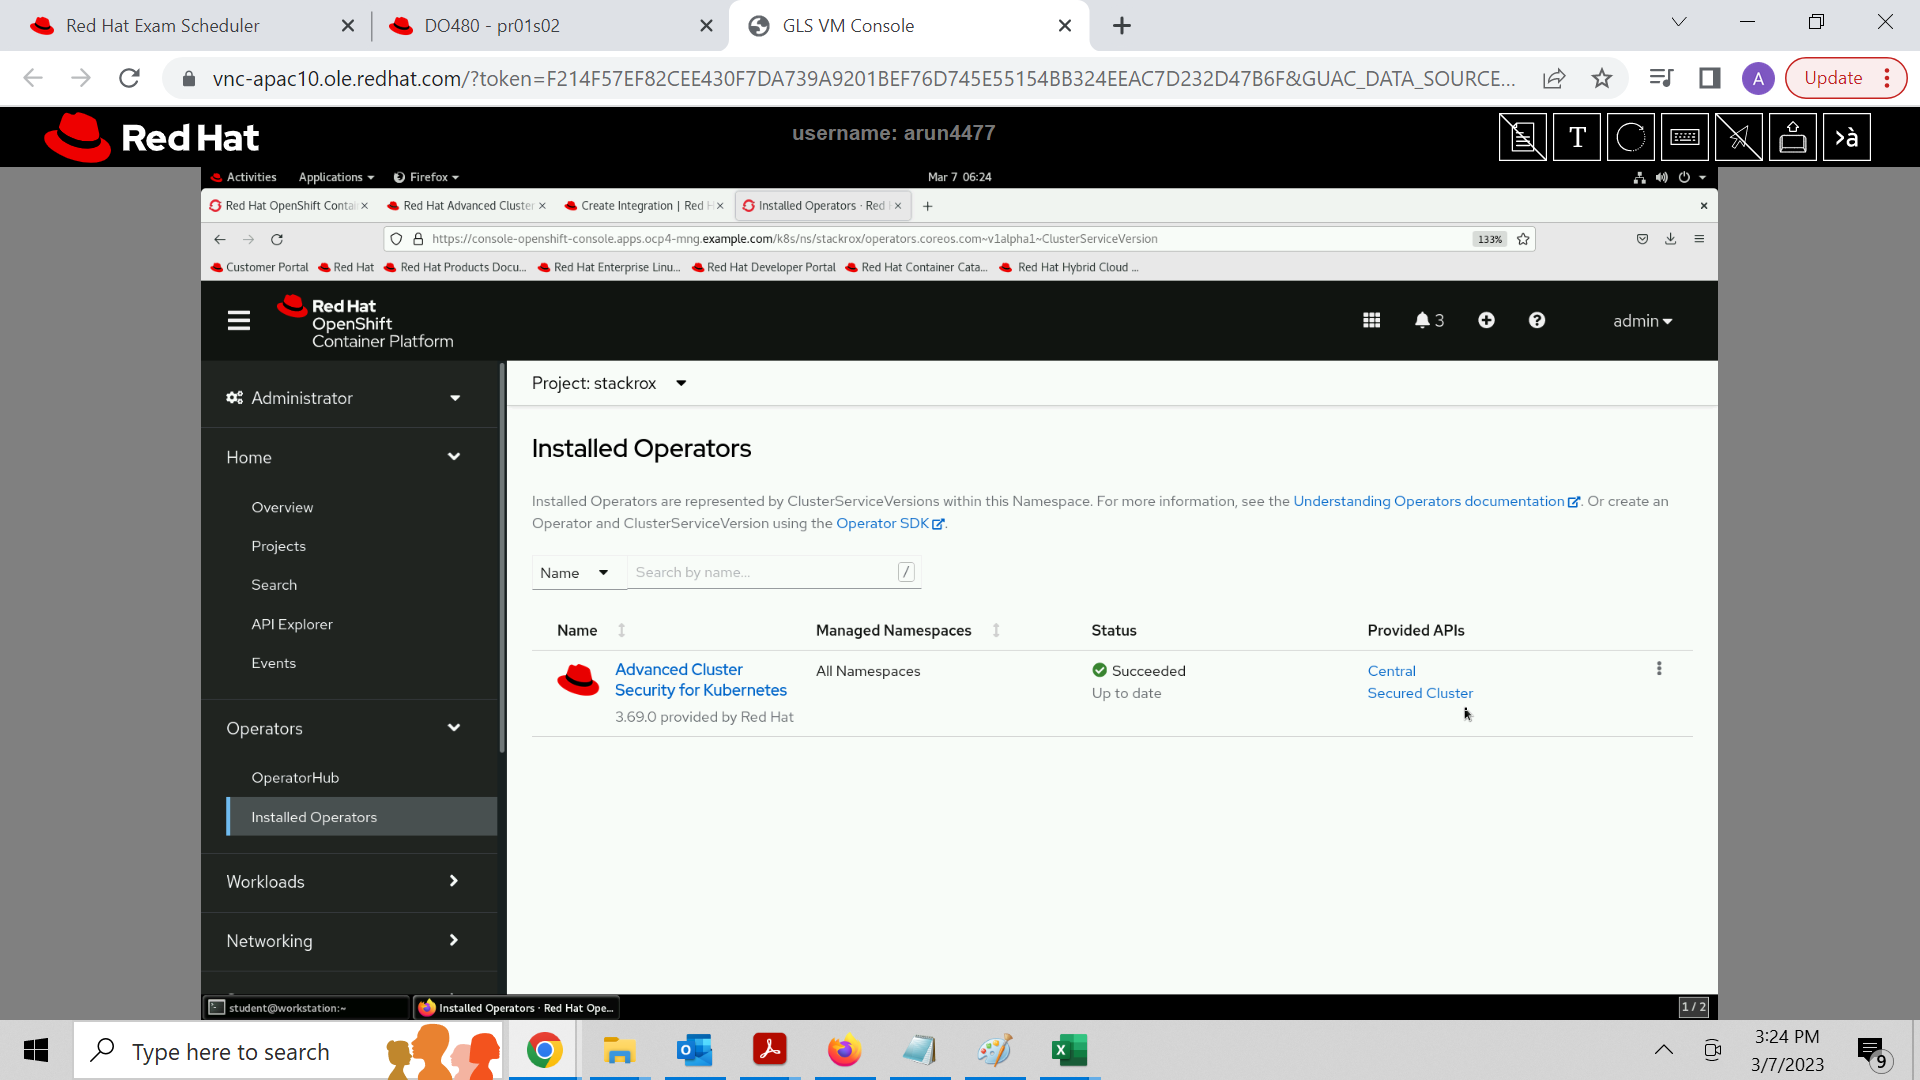 Red Hat Exam Scheduler
DO480 - pr01s02
GLS VM Console
vnc-apac10.ole.redhat.com/?token=F214F57EF82CEE430F7DA739A9201BEF76D745E55154BB324EEAC7D232D47B6F&GUAC_DATA_SOURCE...
A
Update
Red Hat
username: arun4477
T
>à
Activities
Applications
Firefox
Mar 7 06:24
Red Hat OpenShift Contai
Red Hat Advanced Cluster
Create Integration | Red H
Installed Operators · Red
https://console-openshift-console.apps.ocp4-mng.example.com/k8s/ns/stackrox/operators.coreos.com~v1alpha1~ClusterServiceVersion
133%
Customer Portal
Red Hat
Red Hat Products Docu...
Red Hat Enterprise Linu...
Red Hat Developer Portal
Red Hat Container Cata...
Red Hat Hybrid Cloud ...
Red Hat
OpenShift
Container Platform
3
admin
Administrator
Home
Overview
Projects
Search
API Explorer
Events
Operators
OperatorHub
Installed Operators
Workloads
Networking
Project: stackrox
Installed Operators
Installed Operators are represented by ClusterServiceVersions within this Namespace. For more information, see the Understanding Operators documentation. Or create an
Operator and ClusterServiceVersion using the Operator SDK.
Name
Search by name...
/
Name
Managed Namespaces
Status
Provided APIs
Advanced Cluster
Security for Kubernetes
3.69.0 provided by Red Hat
All Namespaces
Succeeded
Up to date
Central
Secured Cluster
student@workstation:~
Installed Operators · Red Hat Ope...
1 / 2
Type here to search
3:24 PM
3/7/2023
9